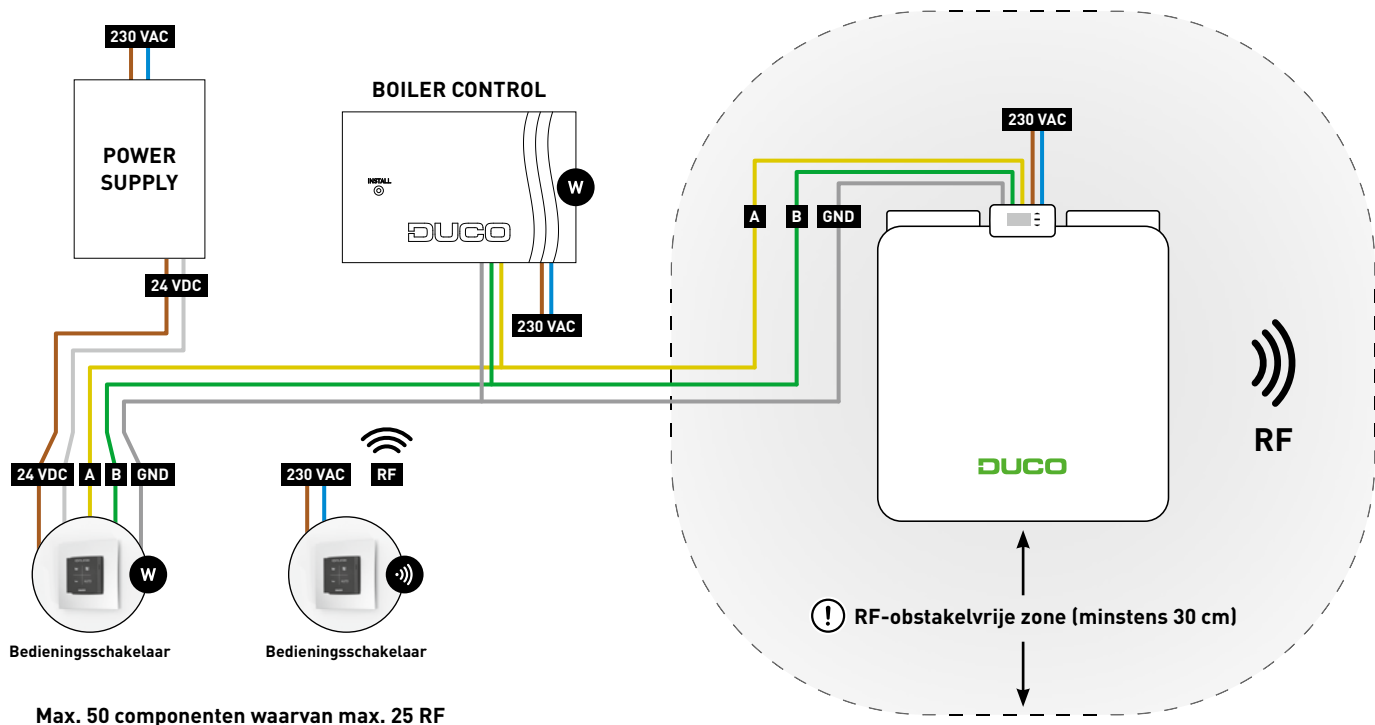 230 VAC
POWER
SUPPLY
24 VDC
BOILER CONTROL
INSTALL
DUCO
W
230 VAC
230 VAC
A B GND
DUCO
RF
24 VDC A B GND
W
Bedieningsschakelaar
230 VAC RF
Bedieningsschakelaar
! RF-obstakelvrije zone (minstens 30 cm)
Max. 50 componenten waarvan max. 25 RF